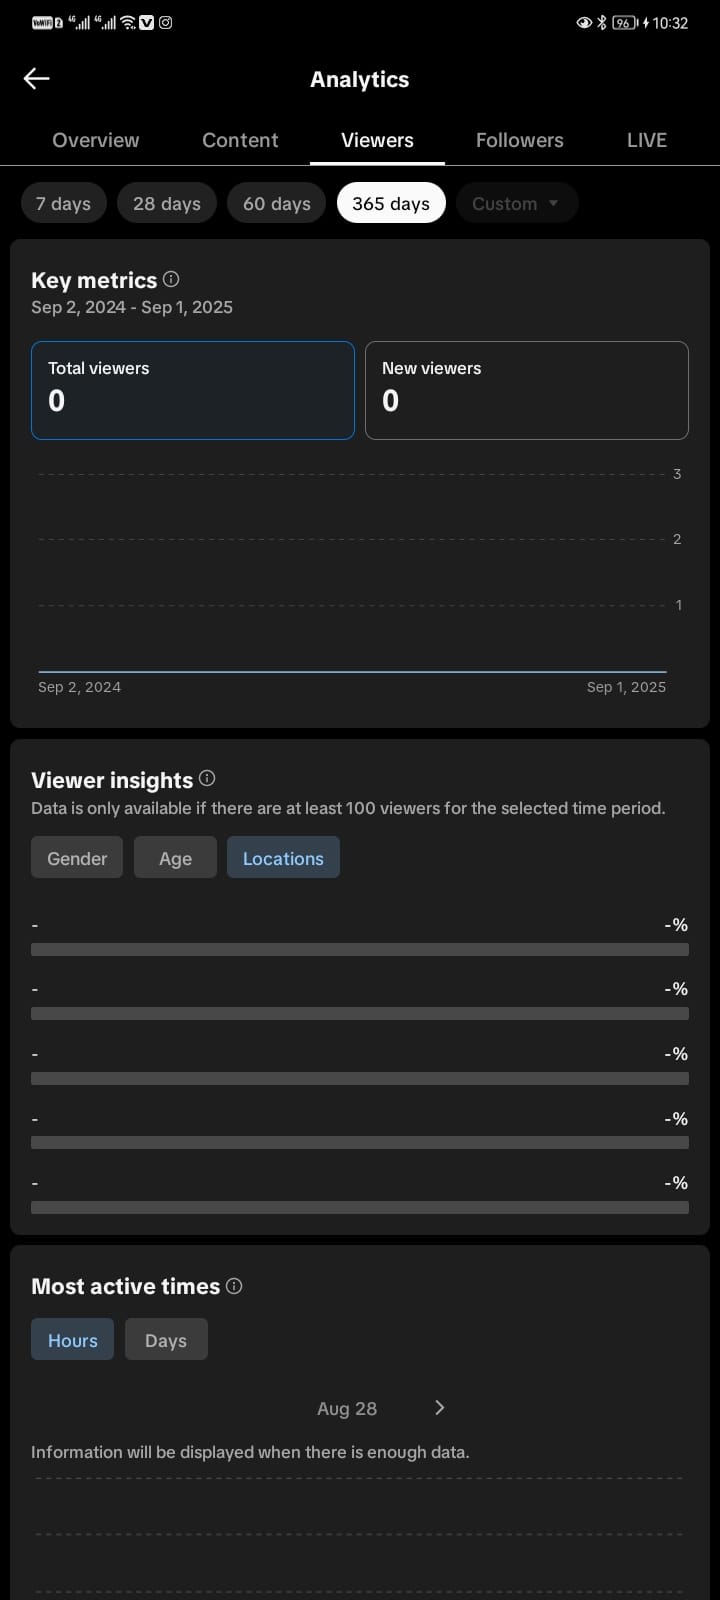 VoWiFi 2 4G 4G 96 10:32
Analytics
Overview Content Viewers Followers LIVE
7 days 28 days 60 days 365 days Custom
Key metrics
Sep 2, 2024 - Sep 1, 2025
Total viewers New viewers
0 0
3
2
1
Sep 2, 2024 Sep 1, 2025
Viewer insights
Data is only available if there are at least 100 viewers for the selected time period.
Gender Age Locations
- -%
- -%
- -%
- -%
- -%
Most active times
Hours Days
Aug 28
Information will be displayed when there is enough data.